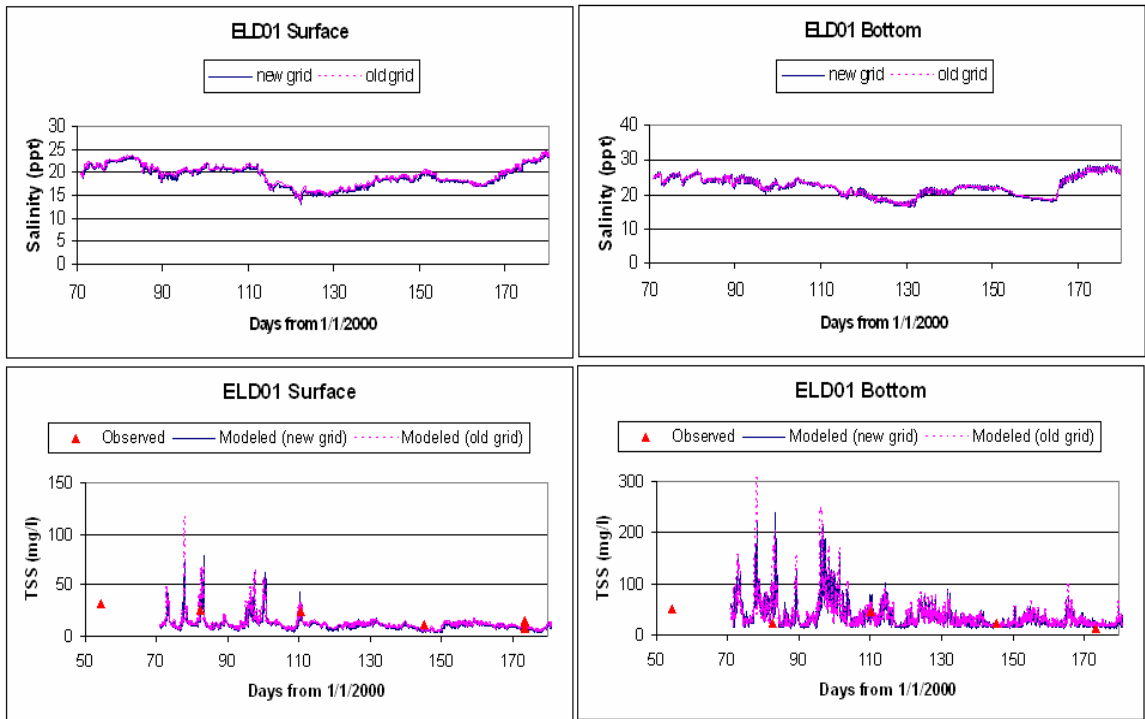 ELD01 Surface
new grid old grid
30
25
20
15
10
5
0
Salinity (ppt)
70 90 110 130 150 170
Days from 1/1/2000
ELD01 Bottom
new grid old grid
40
30
20
10
0
Salinity (ppt)
70 90 110 130 150 170
Days from 1/1/2000
ELD01 Surface
Observed Modeled (new grid) Modeled (old grid)
150
100
50
0
TSS (mg/l)
50 70 90 110 130 150 170
Days from 1/1/2000
ELD01 Bottom
Observed Modeled (new grid) Modeled (old grid)
300
200
100
0
TSS (mg/l)
50 70 90 110 130 150 170
Days from 1/1/2000